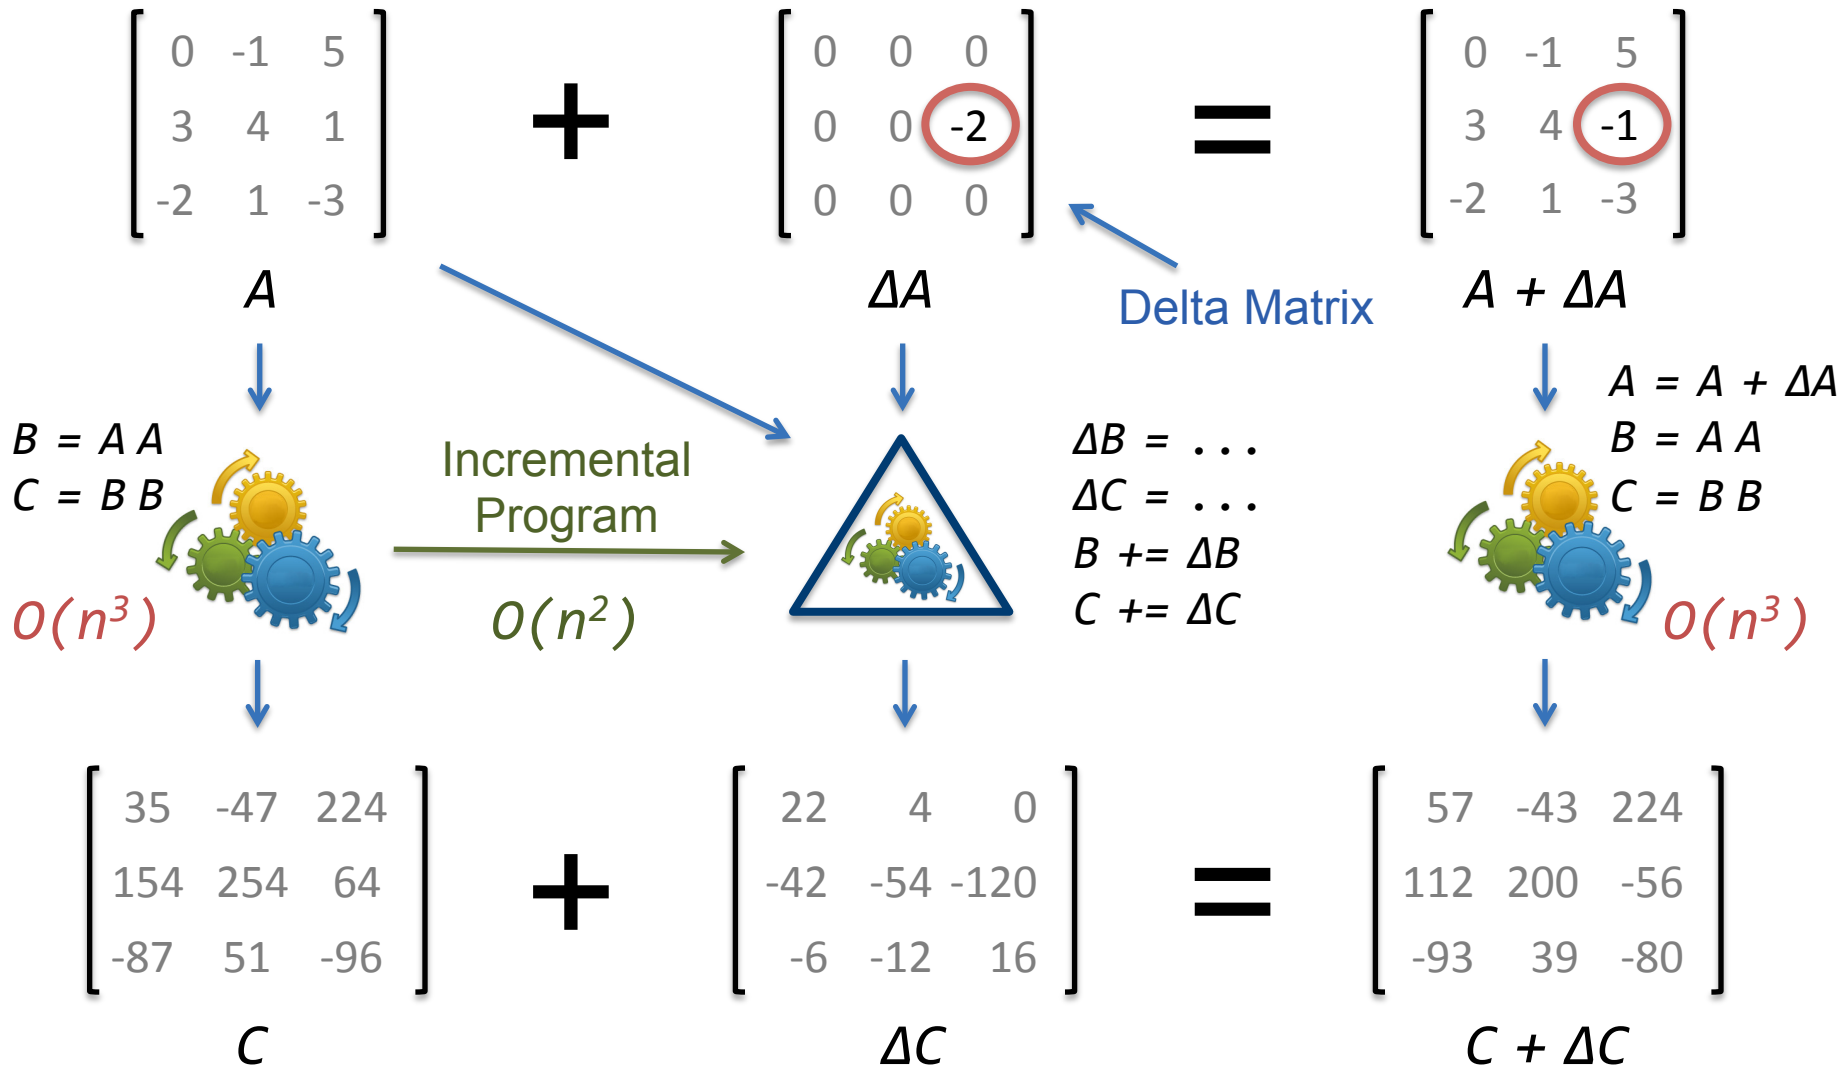 0 -1 5 0 0 0 0 -1 5
3 4 1 + 0 0 -2 = 3 4 -1
-2 1 -3 0 0 0 -2 1 -3
A ΔA A + ΔA
Delta Matrix
B = A A
C = B B
O(n³)
Incremental
Program
O(n²)
ΔB = ...
ΔC = ...
B += ΔB
C += ΔC
A = A + ΔA
B = A A
C = B B
O(n³)
35 -47 224 22 4 0 57 -43 224
154 254 64 + -42 -54 -120 = 112 200 -56
-87 51 -96 -6 -12 16 -93 39 -80
C ΔC C + ΔC